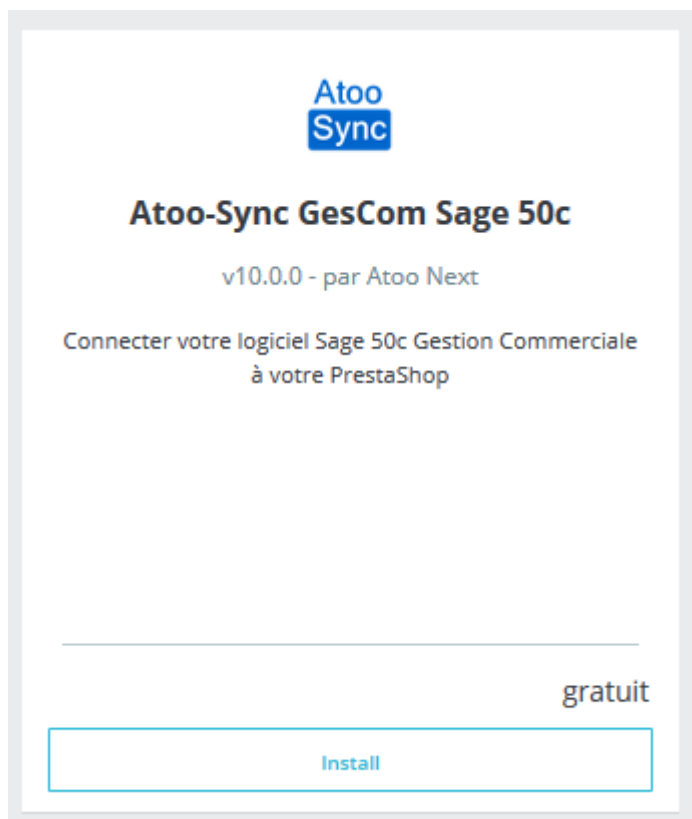 Atoo
Sync
Atoo-Sync GesCom Sage 50c
v10.0.0 - par Atoo Next
Connecter votre logiciel Sage 50c Gestion Commerciale
à votre PrestaShop
gratuit
Install